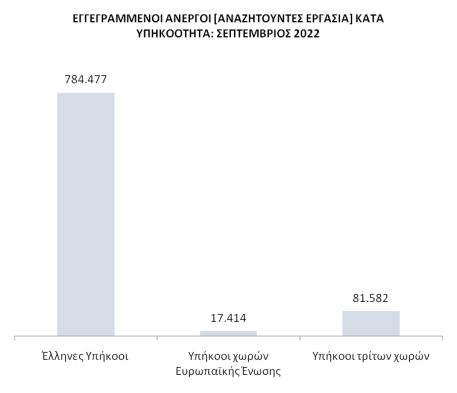 ΕΓΓΕΓΡΑΜΜΕΝΟΙ ΑΝΕΡΓΟΙ [ΑΝΑΖΗΤΟΥΝΤΕΣ ΕΡΓΑΣΙΑ] ΚΑΤΑ
ΥΠΗΚΟΟΤΗΤΑ: ΣΕΠΤΕΜΒΡΙΟΣ 2022
784.477
17.414
81.582
Έλληνες Υπήκοοι
Υπήκοοι χωρών
Ευρωπαϊκής Ένωσης
Υπήκοοι τρίτων χωρών